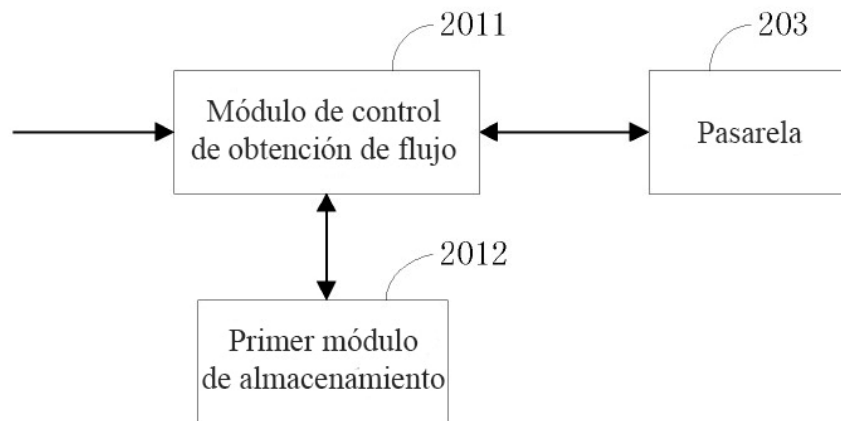 2011
203
Módulo de control
de obtención de flujo
Pasarela
2012
Primer módulo
de almacenamiento